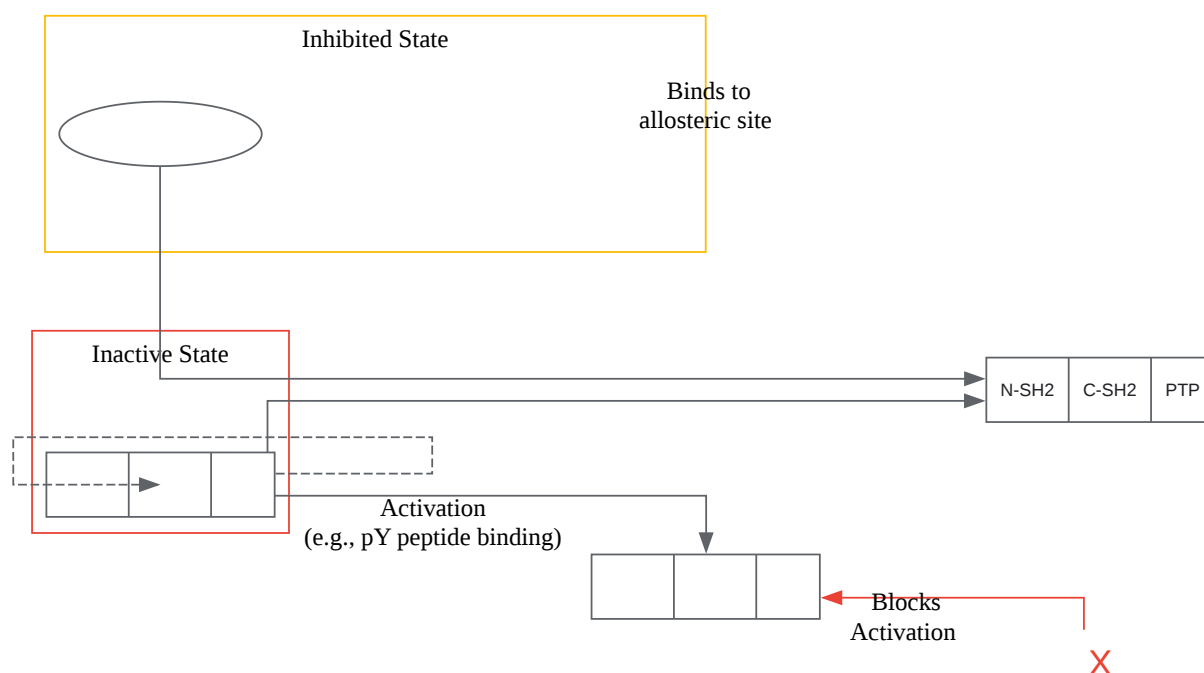 Inhibited State
Binds to
allosteric site
Inactive State
N-SH2 C-SH2 PTP
Activation
(e.g., pY peptide binding)
Blocks
Activation
X